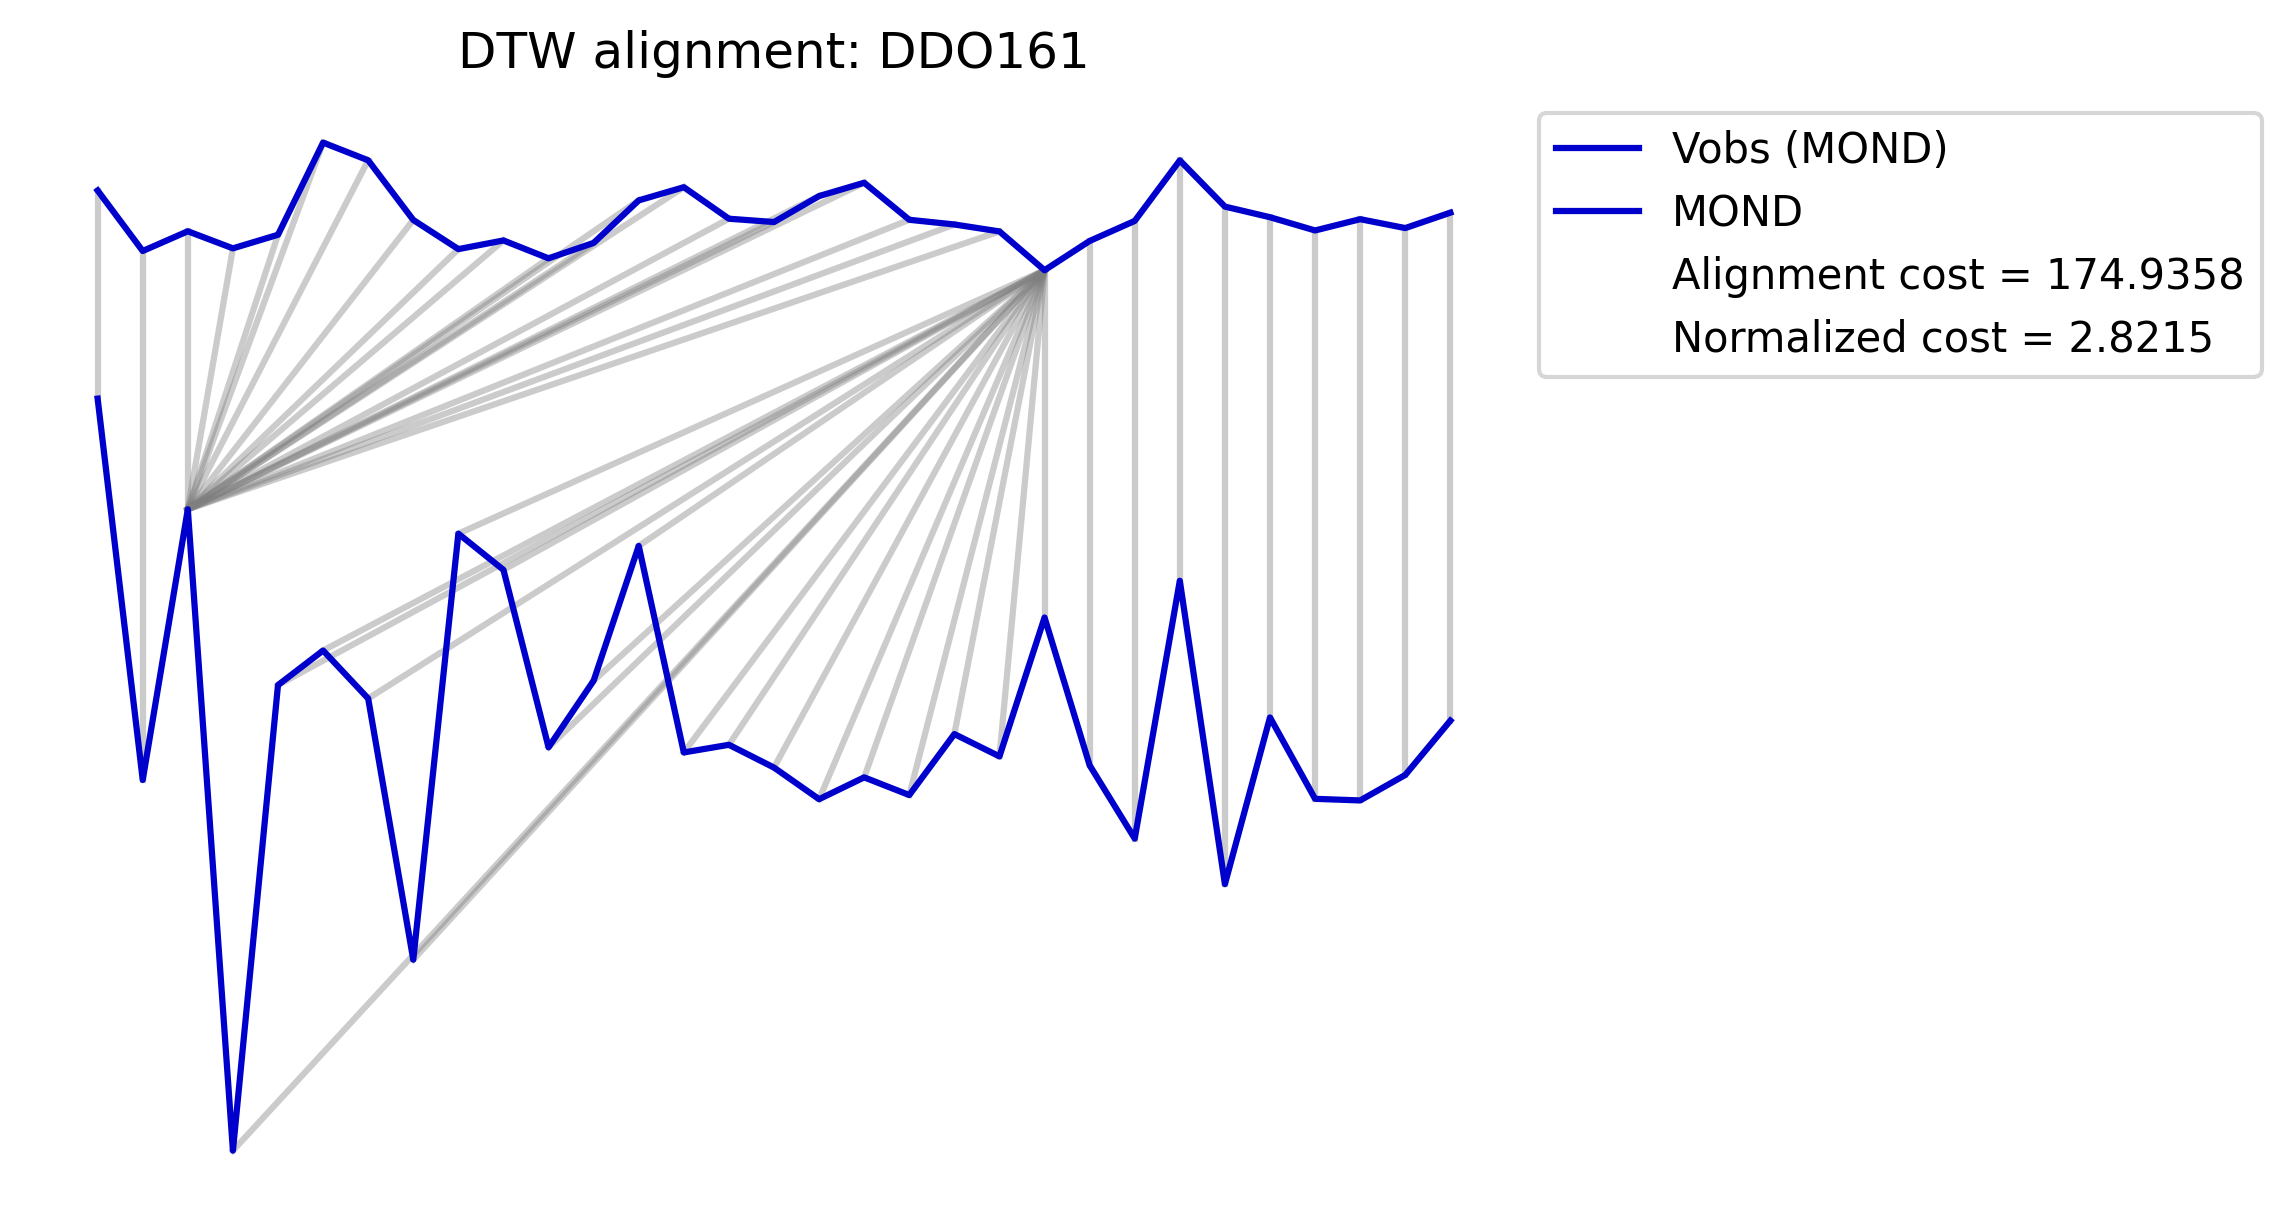 DTW alignment: DDO161
Vobs (MOND)
MOND
Alignment cost = 174.9358
Normalized cost = 2.8215